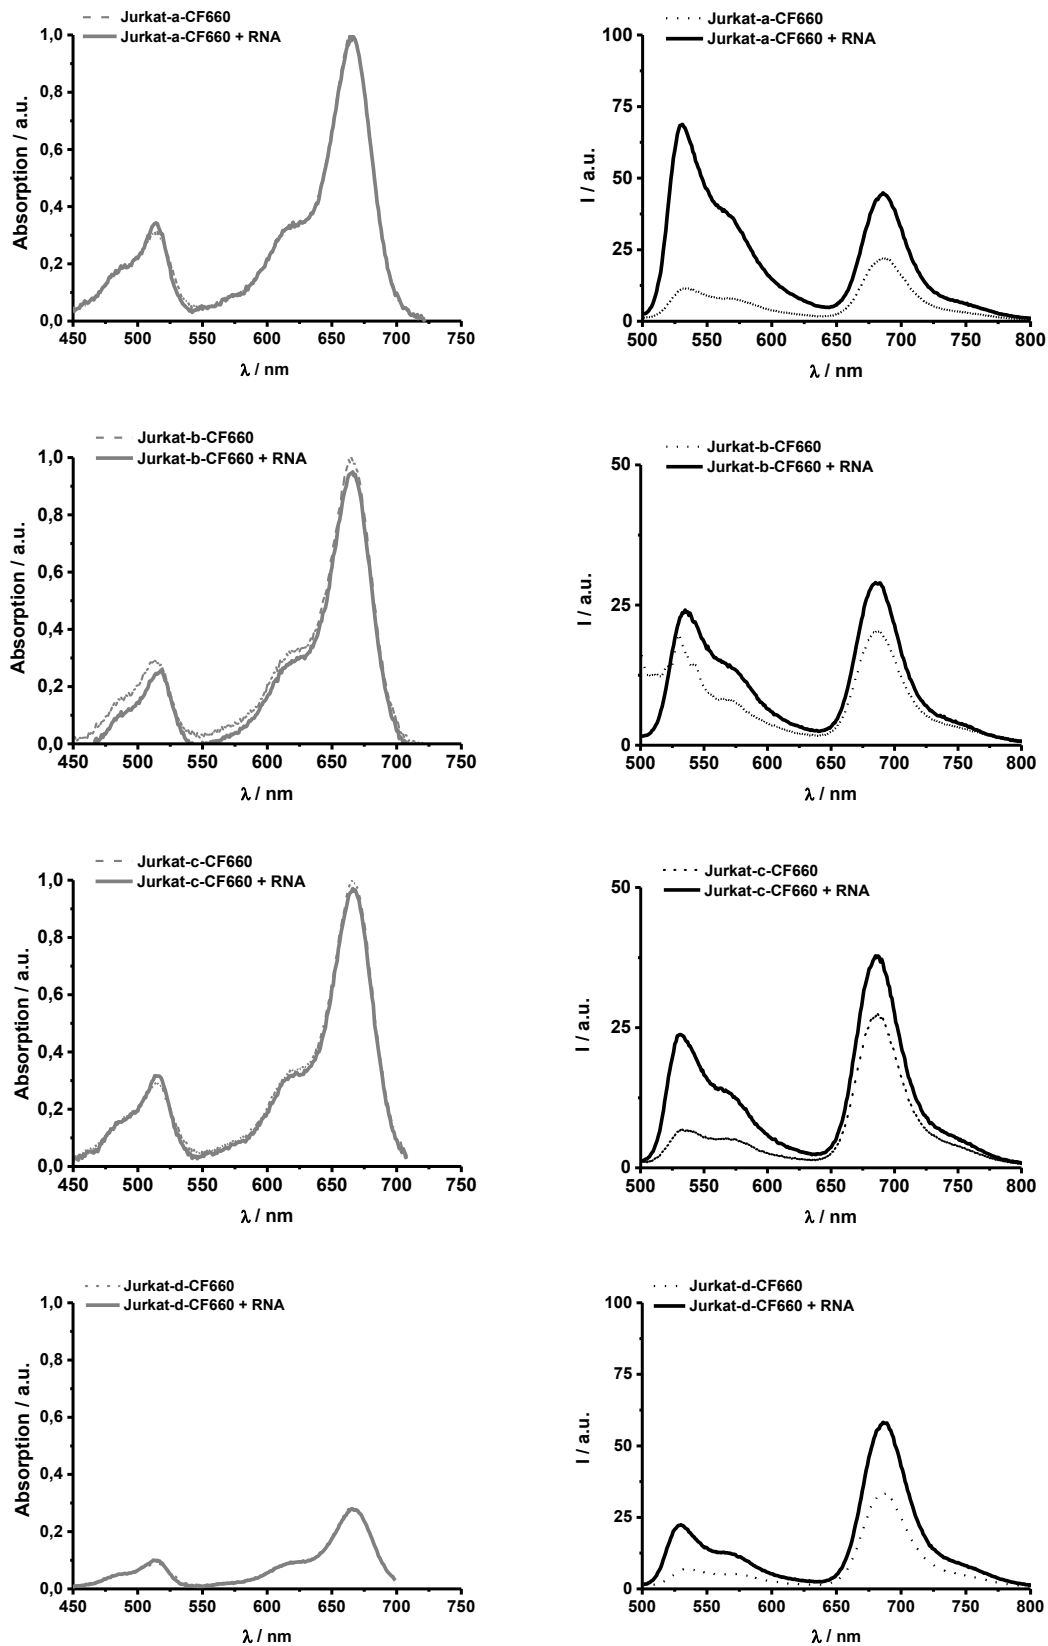 Jurkat-a-CF660
Jurkat-a-CF660 + RNA
1,0
0,8
0,6
0,4
0,2
0,0
Absorption / a.u.
450 500 550 600 650 700 750
λ / nm
Jurkat-a-CF660
Jurkat-a-CF660 + RNA
100
75
50
25
0
I / a.u.
500 550 600 650 700 750 800
λ / nm
Jurkat-b-CF660
Jurkat-b-CF660 + RNA
1,0
0,8
0,6
0,4
0,2
0,0
Absorption / a.u.
450 500 550 600 650 700 750
λ / nm
Jurkat-b-CF660
Jurkat-b-CF660 + RNA
50
25
0
I / a.u.
500 550 600 650 700 750 800
λ / nm
Jurkat-c-CF660
Jurkat-c-CF660 + RNA
1,0
0,8
0,6
0,4
0,2
0,0
Absorption / a.u.
450 500 550 600 650 700 750
λ / nm
Jurkat-c-CF660
Jurkat-c-CF660 + RNA
50
25
0
I / a.u.
500 550 600 650 700 750 800
λ / nm
Jurkat-d-CF660
Jurkat-d-CF660 + RNA
1,0
0,8
0,6
0,4
0,2
0,0
Absorption / a.u.
450 500 550 600 650 700 750
λ / nm
Jurkat-d-CF660
Jurkat-d-CF660 + RNA
100
75
50
25
0
I / a.u.
500 550 600 650 700 750 800
λ / nm